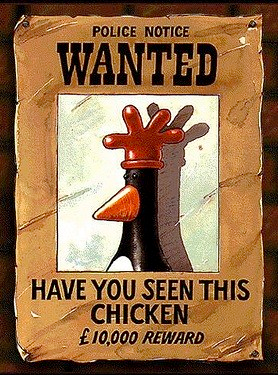 POLICE NOTICE
WANTED
HAVE YOU SEEN THIS
CHICKEN
£10,000 REWARD